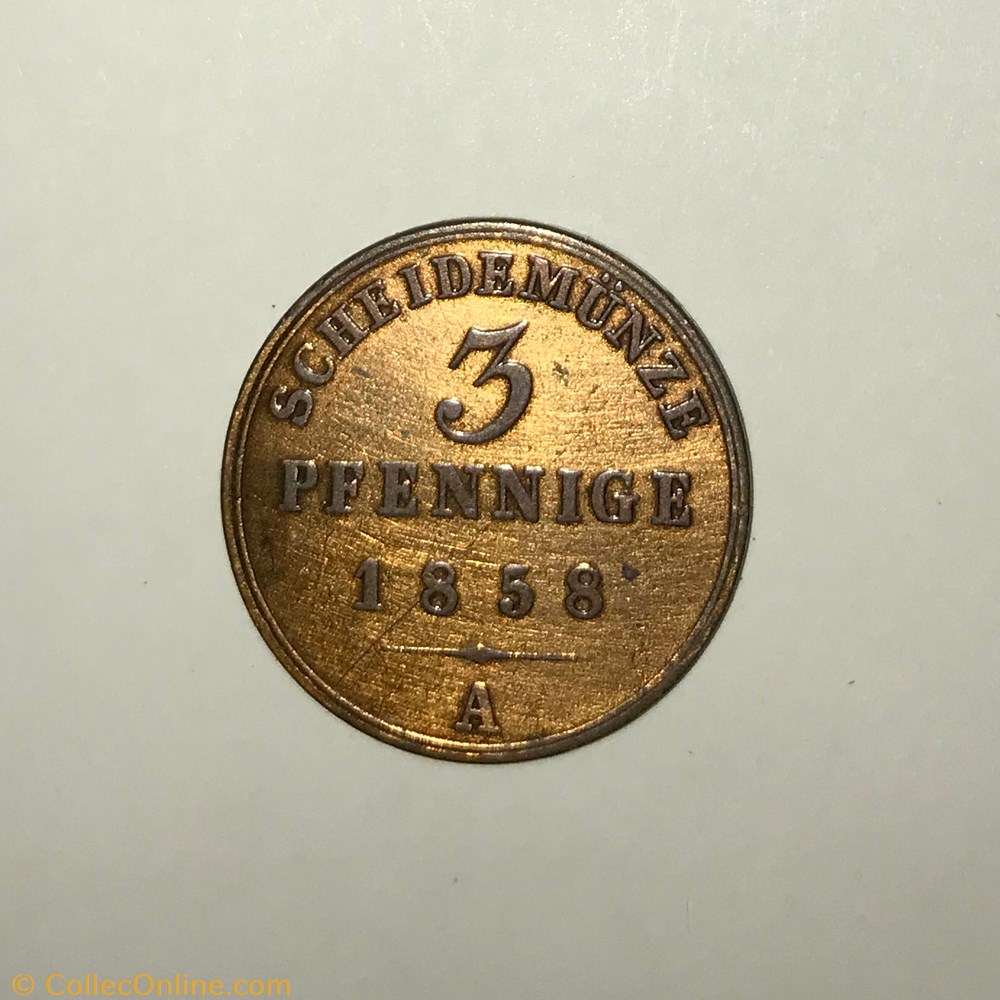 SCHEIDEMÜNZE
3
PFENNIGE
1858
A
© CollecOnline.com